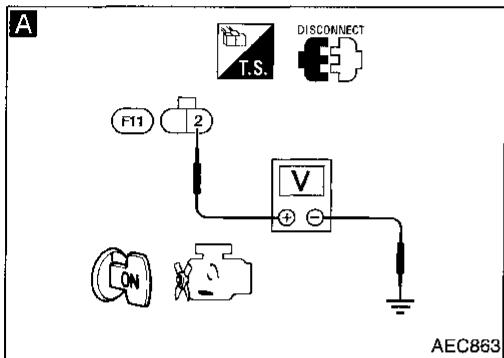 A
T.S.
DISCONNECT
F11
2
V
+ -
ON
AEC863